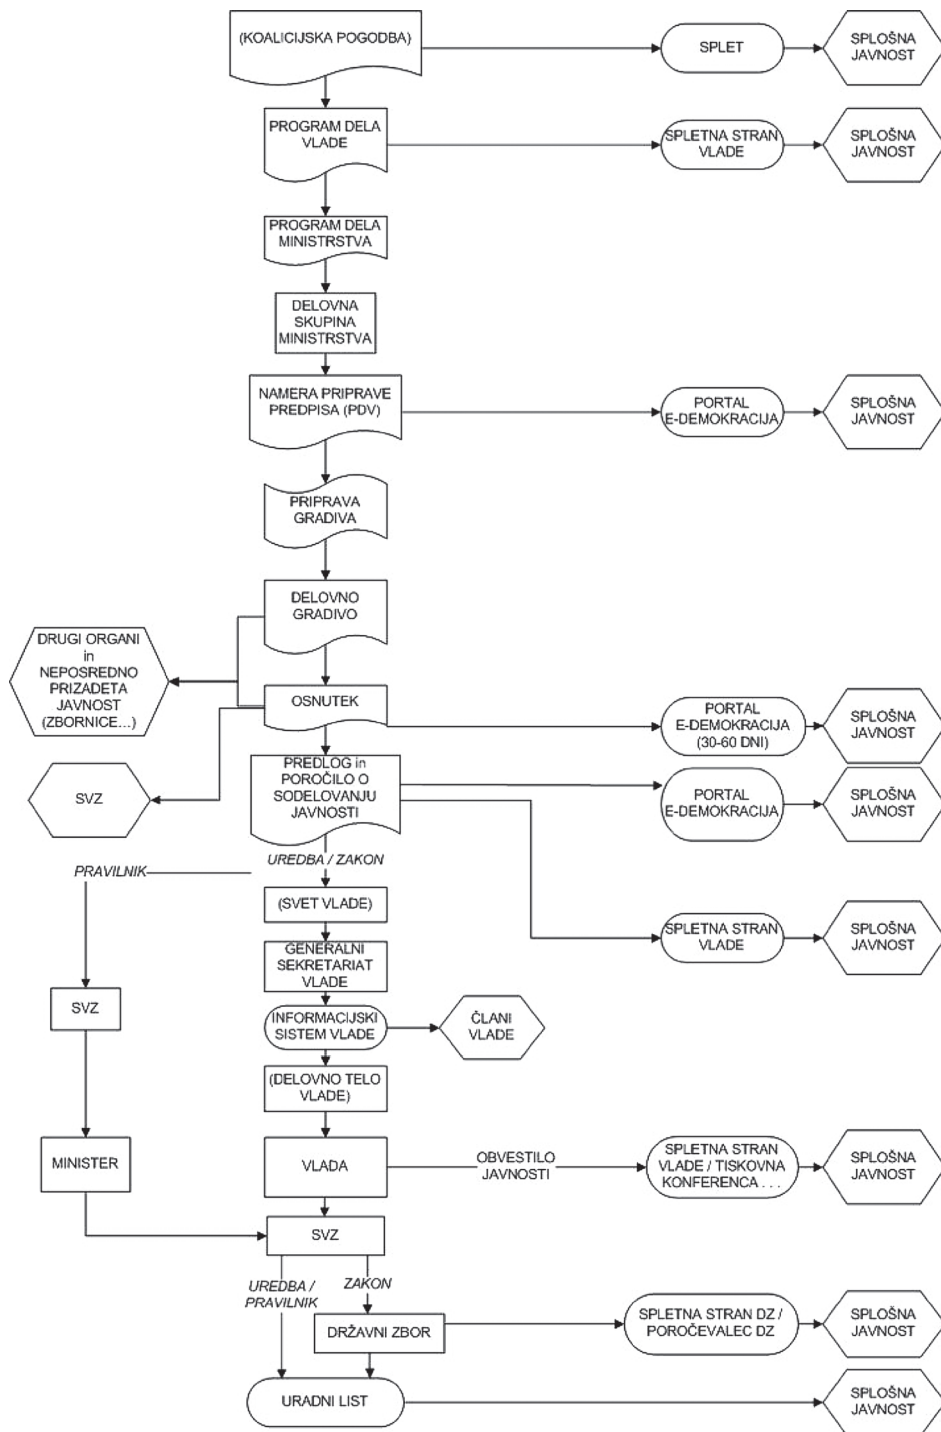 (KOALICIJSKA POGODBA)
SPLET
SPLOŠNA
JAVNOST
PROGRAM DELA
VLADE
SPLETNA STRAN
VLADE
SPLOŠNA
JAVNOST
PROGRAM DELA
MINISTRSTVA
DELOVNA
SKUPINA
MINISTRSTVA
NAMERA PRIPRAVE
PREDPISA (PDV)
PORTAL
E-DEMOKRACIJA
SPLOŠNA
JAVNOST
PRIPRAVA
GRADIVA
DELOVNO
GRADIVO
DRUGI ORGANI
in
NEPOSREDNO
PRIZADETA
JAVNOST
(ZBORNICE...)
OSNUTEK
PORTAL
E-DEMOKRACIJA
(30-60 DNI)
SPLOŠNA
JAVNOST
SVZ
PREDLOG in
POROČILO O
SODELOVANJU
JAVNOSTI
PORTAL
E-DEMOKRACIJA
SPLOŠNA
JAVNOST
UREDBA / ZAKON
PRAVILNIK
(SVET VLADE)
SPLETNA STRAN
VLADE
SPLOŠNA
JAVNOST
GENERALNI
SEKRETARIAT
VLADE
SVZ
INFORMACIJSKI
SISTEM VLADE
ČLANI
VLADE
(DELOVNO TELO
VLADE)
MINISTER
VLADA
OBVESTILO
JAVNOSTI
SPLETNA STRAN
VLADE / TISKOVNA
KONFERENCA . . .
SPLOŠNA
JAVNOST
SVZ
UREDBA /
PRAVILNIK
ZAKON
DRŽAVNI ZBOR
SPLETNA STRAN DZ /
POROČEVALEC DZ
SPLOŠNA
JAVNOST
URADNI LIST
SPLOŠNA
JAVNOST